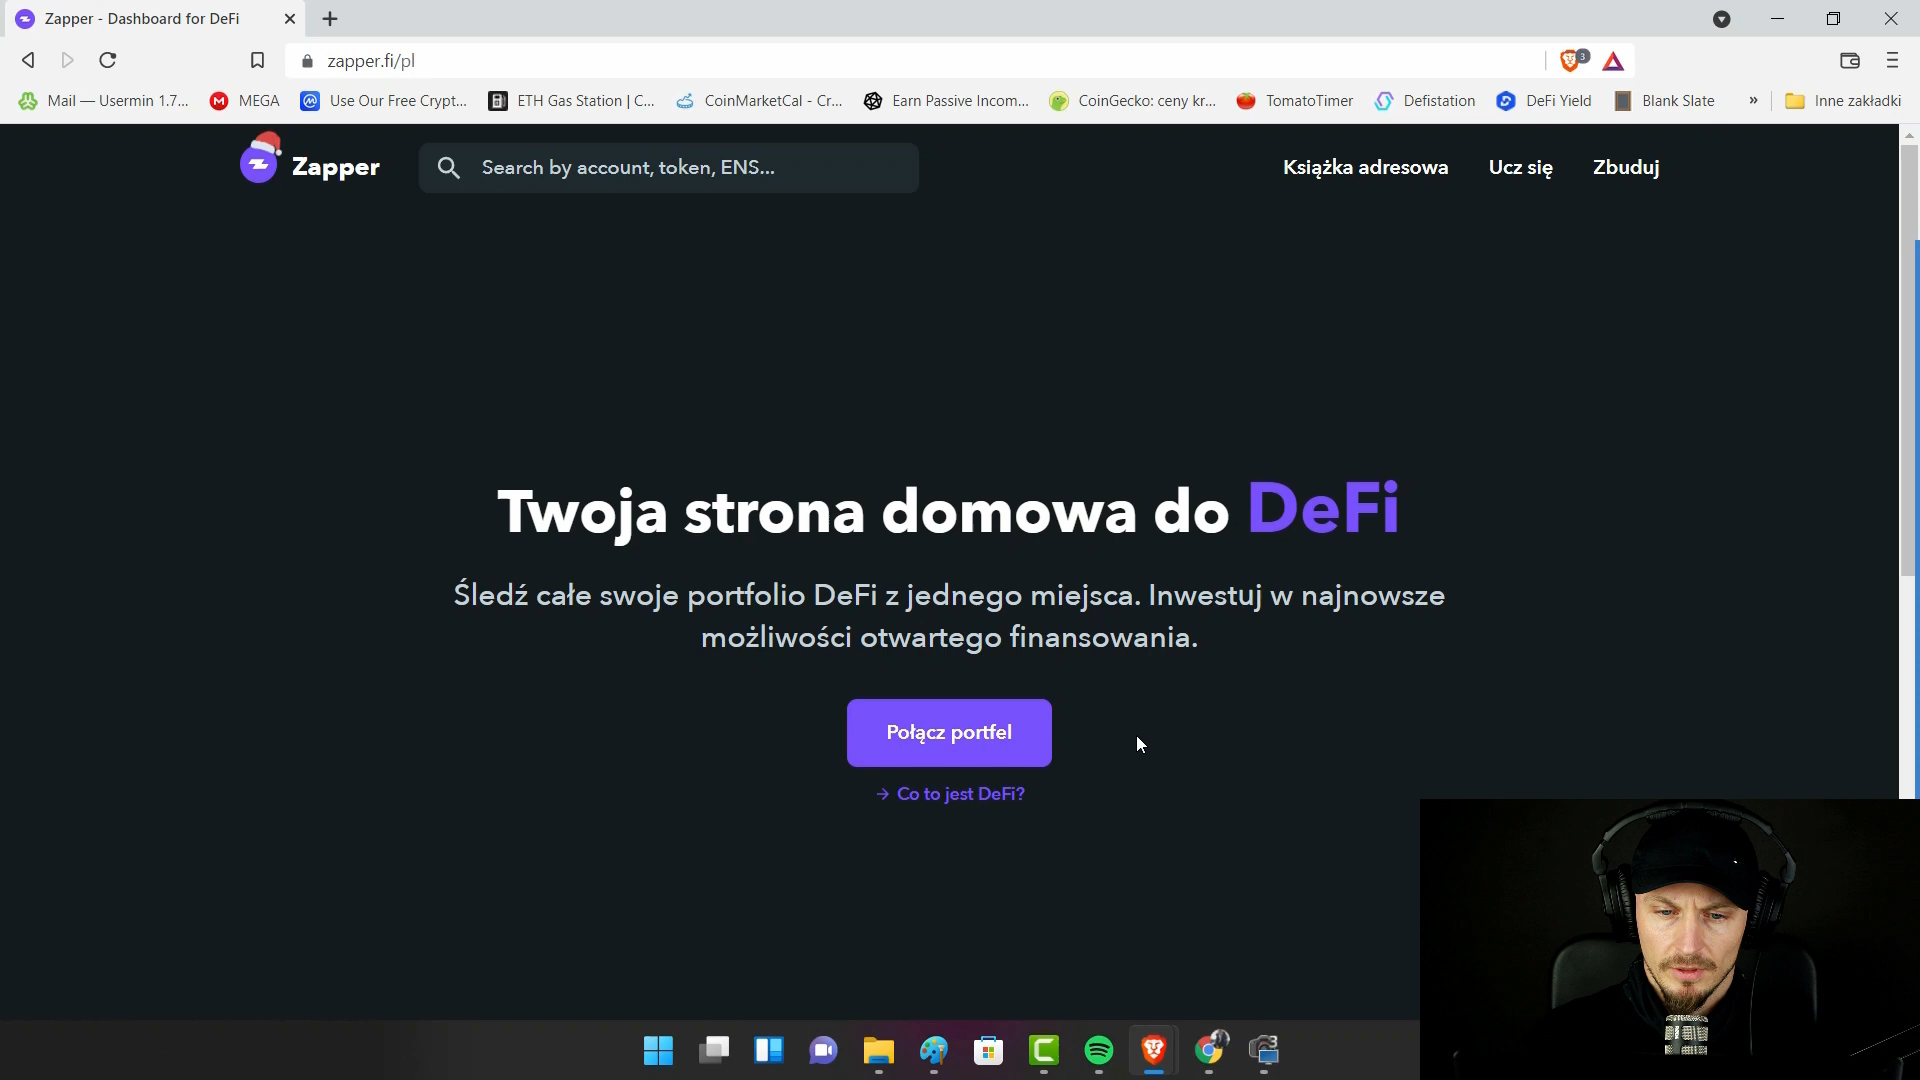 Zapper - Dashboard for DeFi
zapper.fi/pl
3
Mail — Usermin 1.7...
MEGA
Use Our Free Crypt...
ETH Gas Station | C...
CoinMarketCal - Cr...
Earn Passive Incom...
CoinGecko: ceny kr...
TomatoTimer
Defistation
DeFi Yield
Blank Slate
»
Inne zakładki
Zapper
Search by account, token, ENS...
Książka adresowa
Ucz się
Zbuduj
Twoja strona domowa do DeFi
Śledź całe swoje portfolio DeFi z jednego miejsca. Inwestuj w najnowsze
możliwości otwartego finansowania.
Połącz portfel
→ Co to jest DeFi?